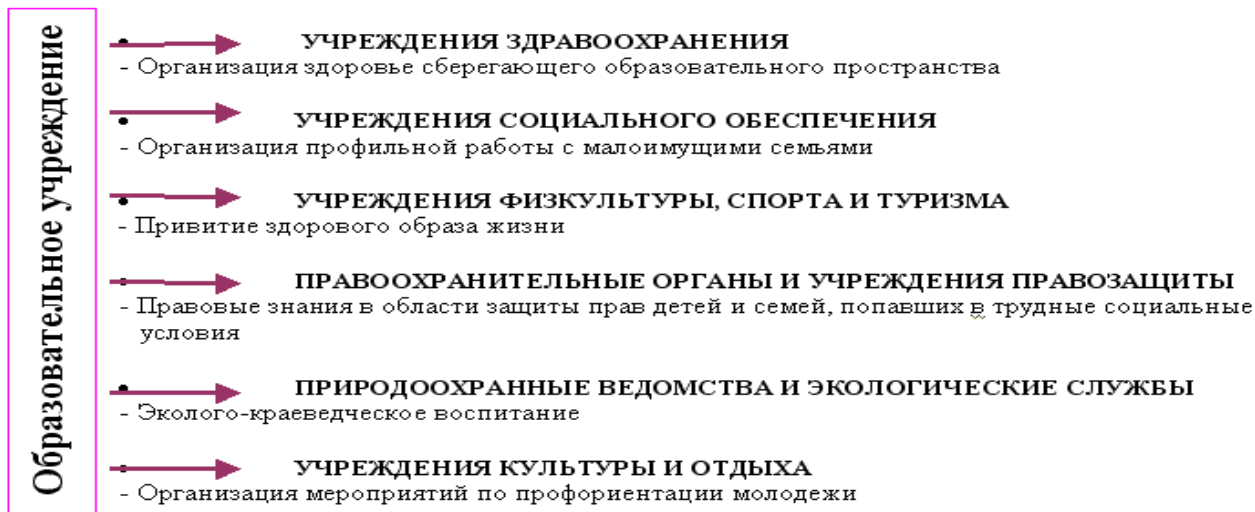 Образовательное учреждение
• УЧРЕЖДЕНИЯ ЗДРАВООХРАНЕНИЯ
- Организация здоровье сберегающего образовательного пространства
• УЧРЕЖДЕНИЯ СОЦИАЛЬНОГО ОБЕСПЕЧЕНИЯ
- Организация профильной работы с малоимущими семьями
• УЧРЕЖДЕНИЯ ФИЗКУЛЬТУРЫ, СПОРТА И ТУРИЗМА
- Привитие здорового образа жизни
• ПРАВООХРАНИТЕЛЬНЫЕ ОРГАНЫ И УЧРЕЖДЕНИЯ ПРАВОЗАЩИТЫ
- Правовые знания в области защиты прав детей и семей, попавших в трудные социальные
условия
• ПРИРОДООХРАННЫЕ ВЕДОМСТВА И ЭКОЛОГИЧЕСКИЕ СЛУЖБЫ
- Эколого-краеведческое воспитание
• УЧРЕЖДЕНИЯ КУЛЬТУРЫ И ОТДЫХА
- Организация мероприятий по профориентации молодежи